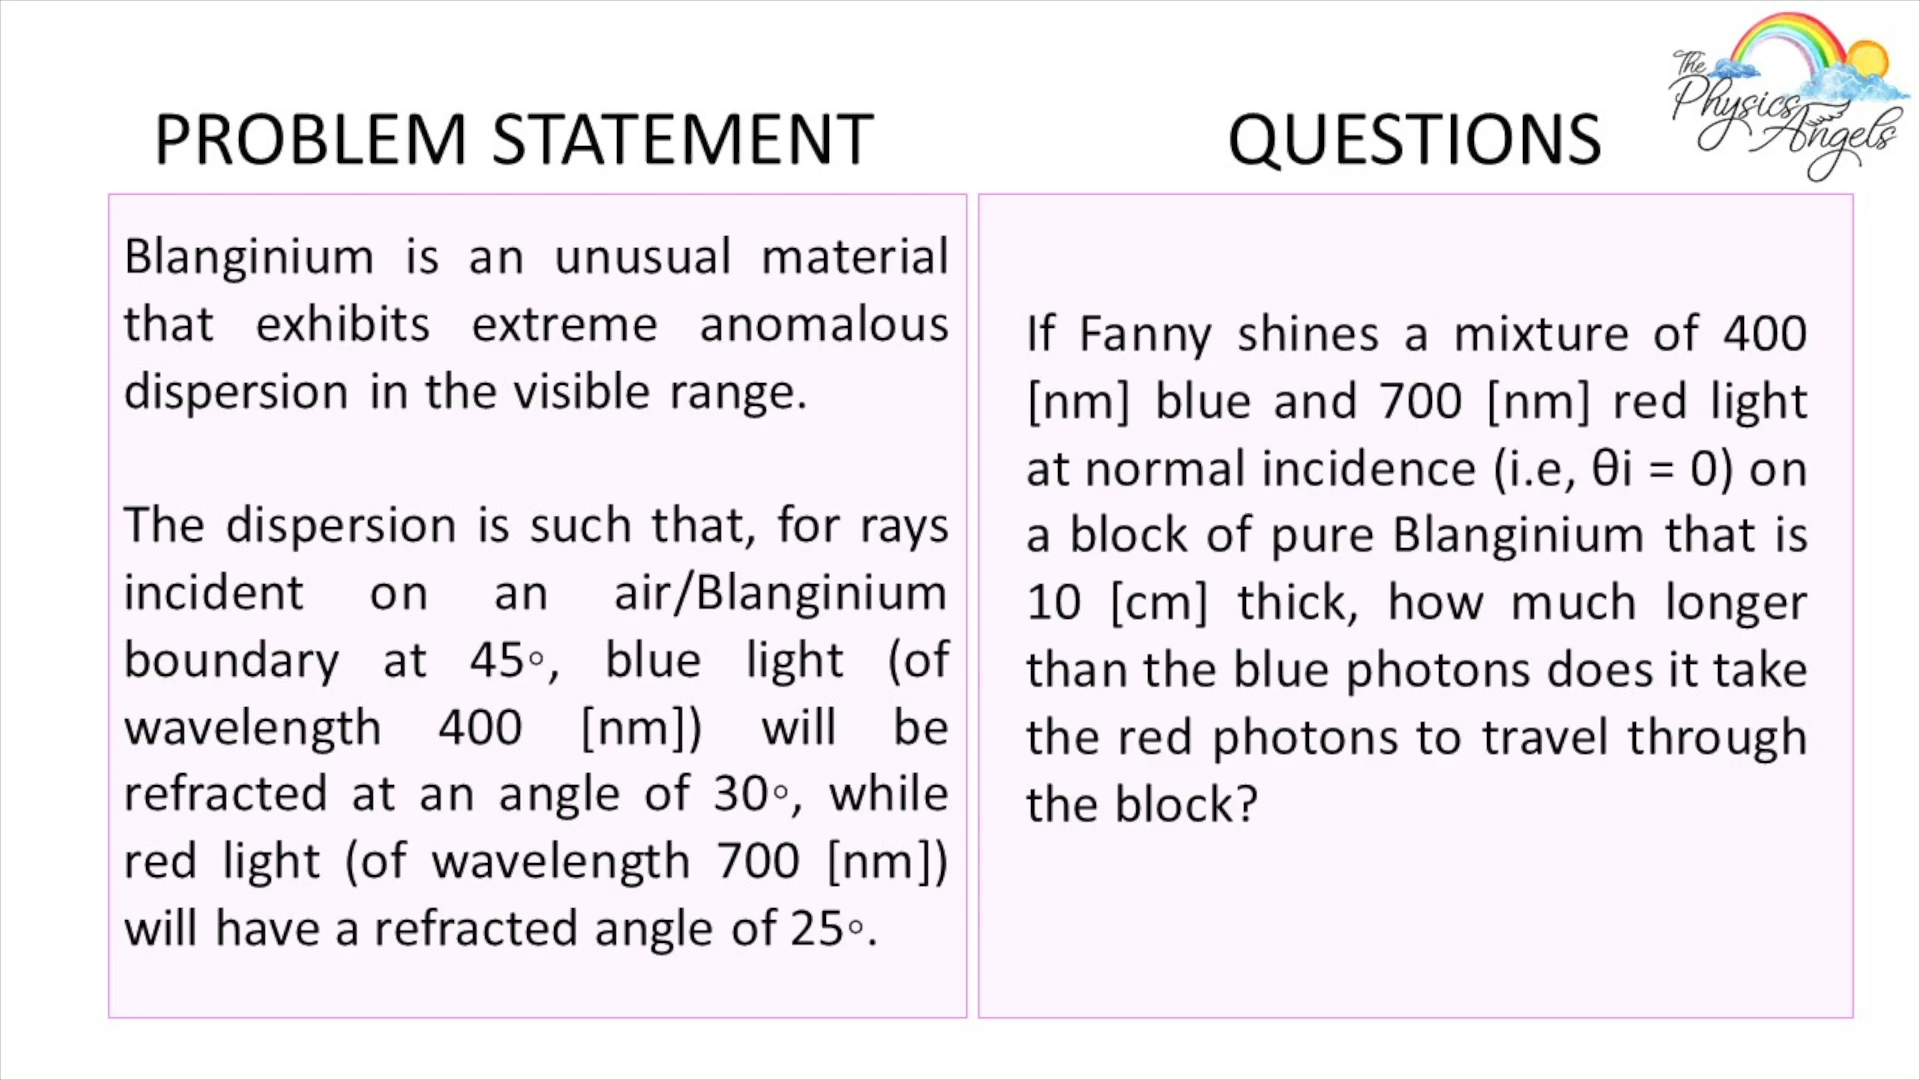 The
Physics
Angels
PROBLEM STATEMENT
QUESTIONS
Blanginium is an unusual material
that exhibits extreme anomalous
dispersion in the visible range.
The dispersion is such that, for rays
incident on an air/Blanginium
boundary at 45◦, blue light (of
wavelength 400 [nm]) will be
refracted at an angle of 30◦, while
red light (of wavelength 700 [nm])
will have a refracted angle of 25◦.
If Fanny shines a mixture of 400
[nm] blue and 700 [nm] red light
at normal incidence (i.e, θi = 0) on
a block of pure Blanginium that is
10 [cm] thick, how much longer
than the blue photons does it take
the red photons to travel through
the block?